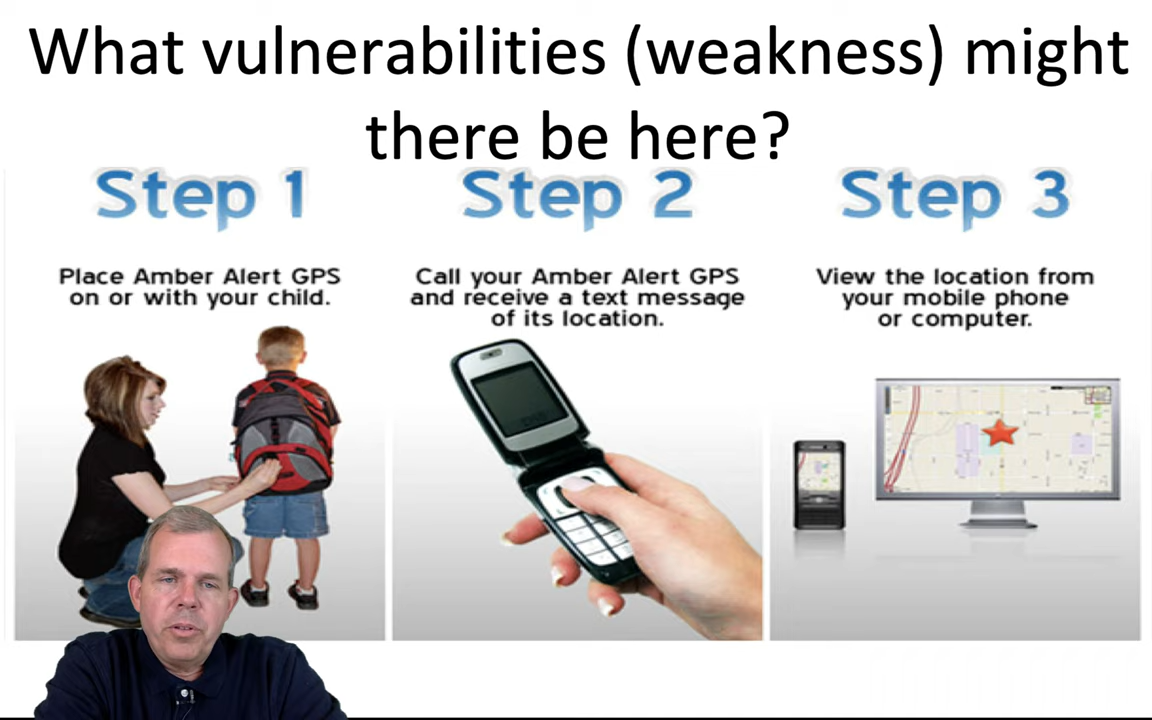 What vulnerabilities (weakness) might
there be here?
Step 1
Place Amber Alert GPS
on or with your child.
Step 2
Call your Amber Alert GPS
and receive a text message
of its location.
Step 3
View the location from
your mobile phone
or computer.